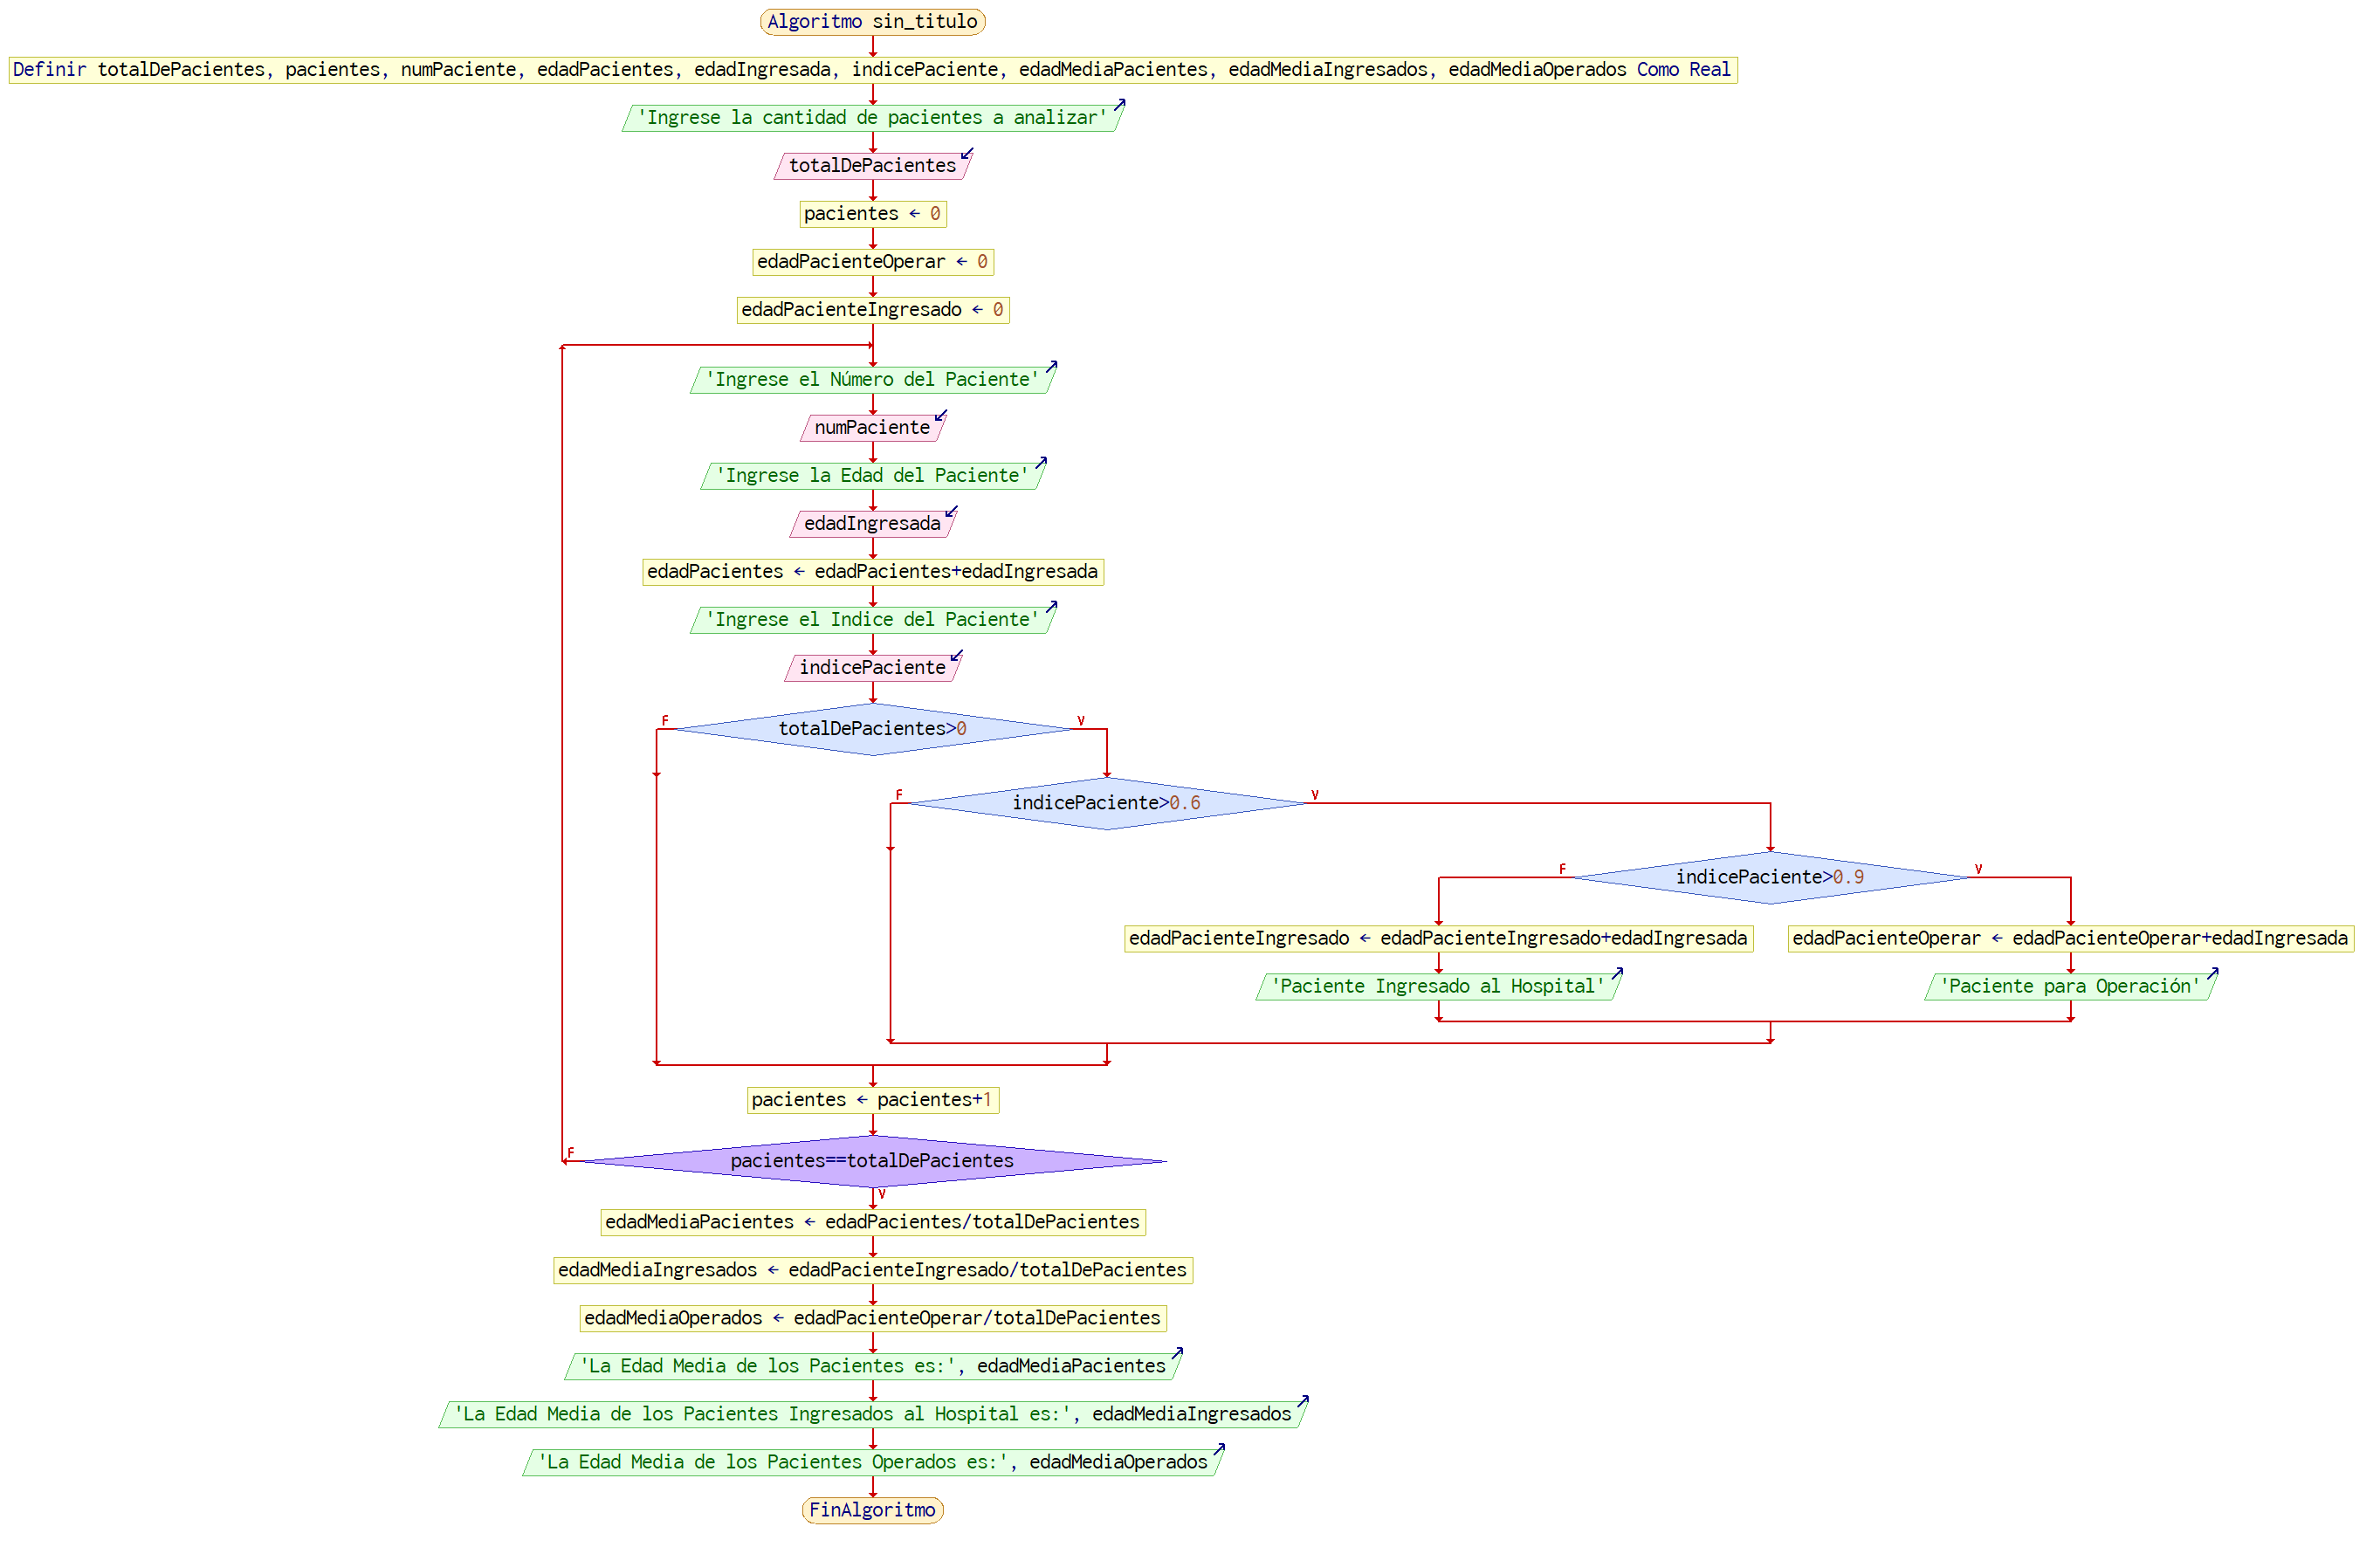 Algoritmo sin_titulo
Definir totalDePacientes, pacientes, numPaciente, edadPacientes, edadIngresada, indicePaciente, edadMediaPacientes, edadMediaIngresados, edadMediaOperados Como Real
'Ingrese la cantidad de pacientes a analizar'
totalDePacientes
pacientes ← 0
edadPacienteOperar ← 0
edadPacienteIngresado ← 0
'Ingrese el Número del Paciente'
numPaciente
'Ingrese la Edad del Paciente'
edadIngresada
edadPacientes ← edadPacientes+edadIngresada
'Ingrese el Indice del Paciente'
indicePaciente
F
totalDePacientes>0
V
F
indicePaciente>0.6
V
F
indicePaciente>0.9
V
edadPacienteIngresado ← edadPacienteIngresado+edadIngresada
edadPacienteOperar ← edadPacienteOperar+edadIngresada
'Paciente Ingresado al Hospital'
'Paciente para Operación'
pacientes ← pacientes+1
F
pacientes==totalDePacientes
V
edadMediaPacientes ← edadPacientes/totalDePacientes
edadMediaIngresados ← edadPacienteIngresado/totalDePacientes
edadMediaOperados ← edadPacienteOperar/totalDePacientes
'La Edad Media de los Pacientes es:', edadMediaPacientes
'La Edad Media de los Pacientes Ingresados al Hospital es:', edadMediaIngresados
'La Edad Media de los Pacientes Operados es:', edadMediaOperados
FinAlgoritmo